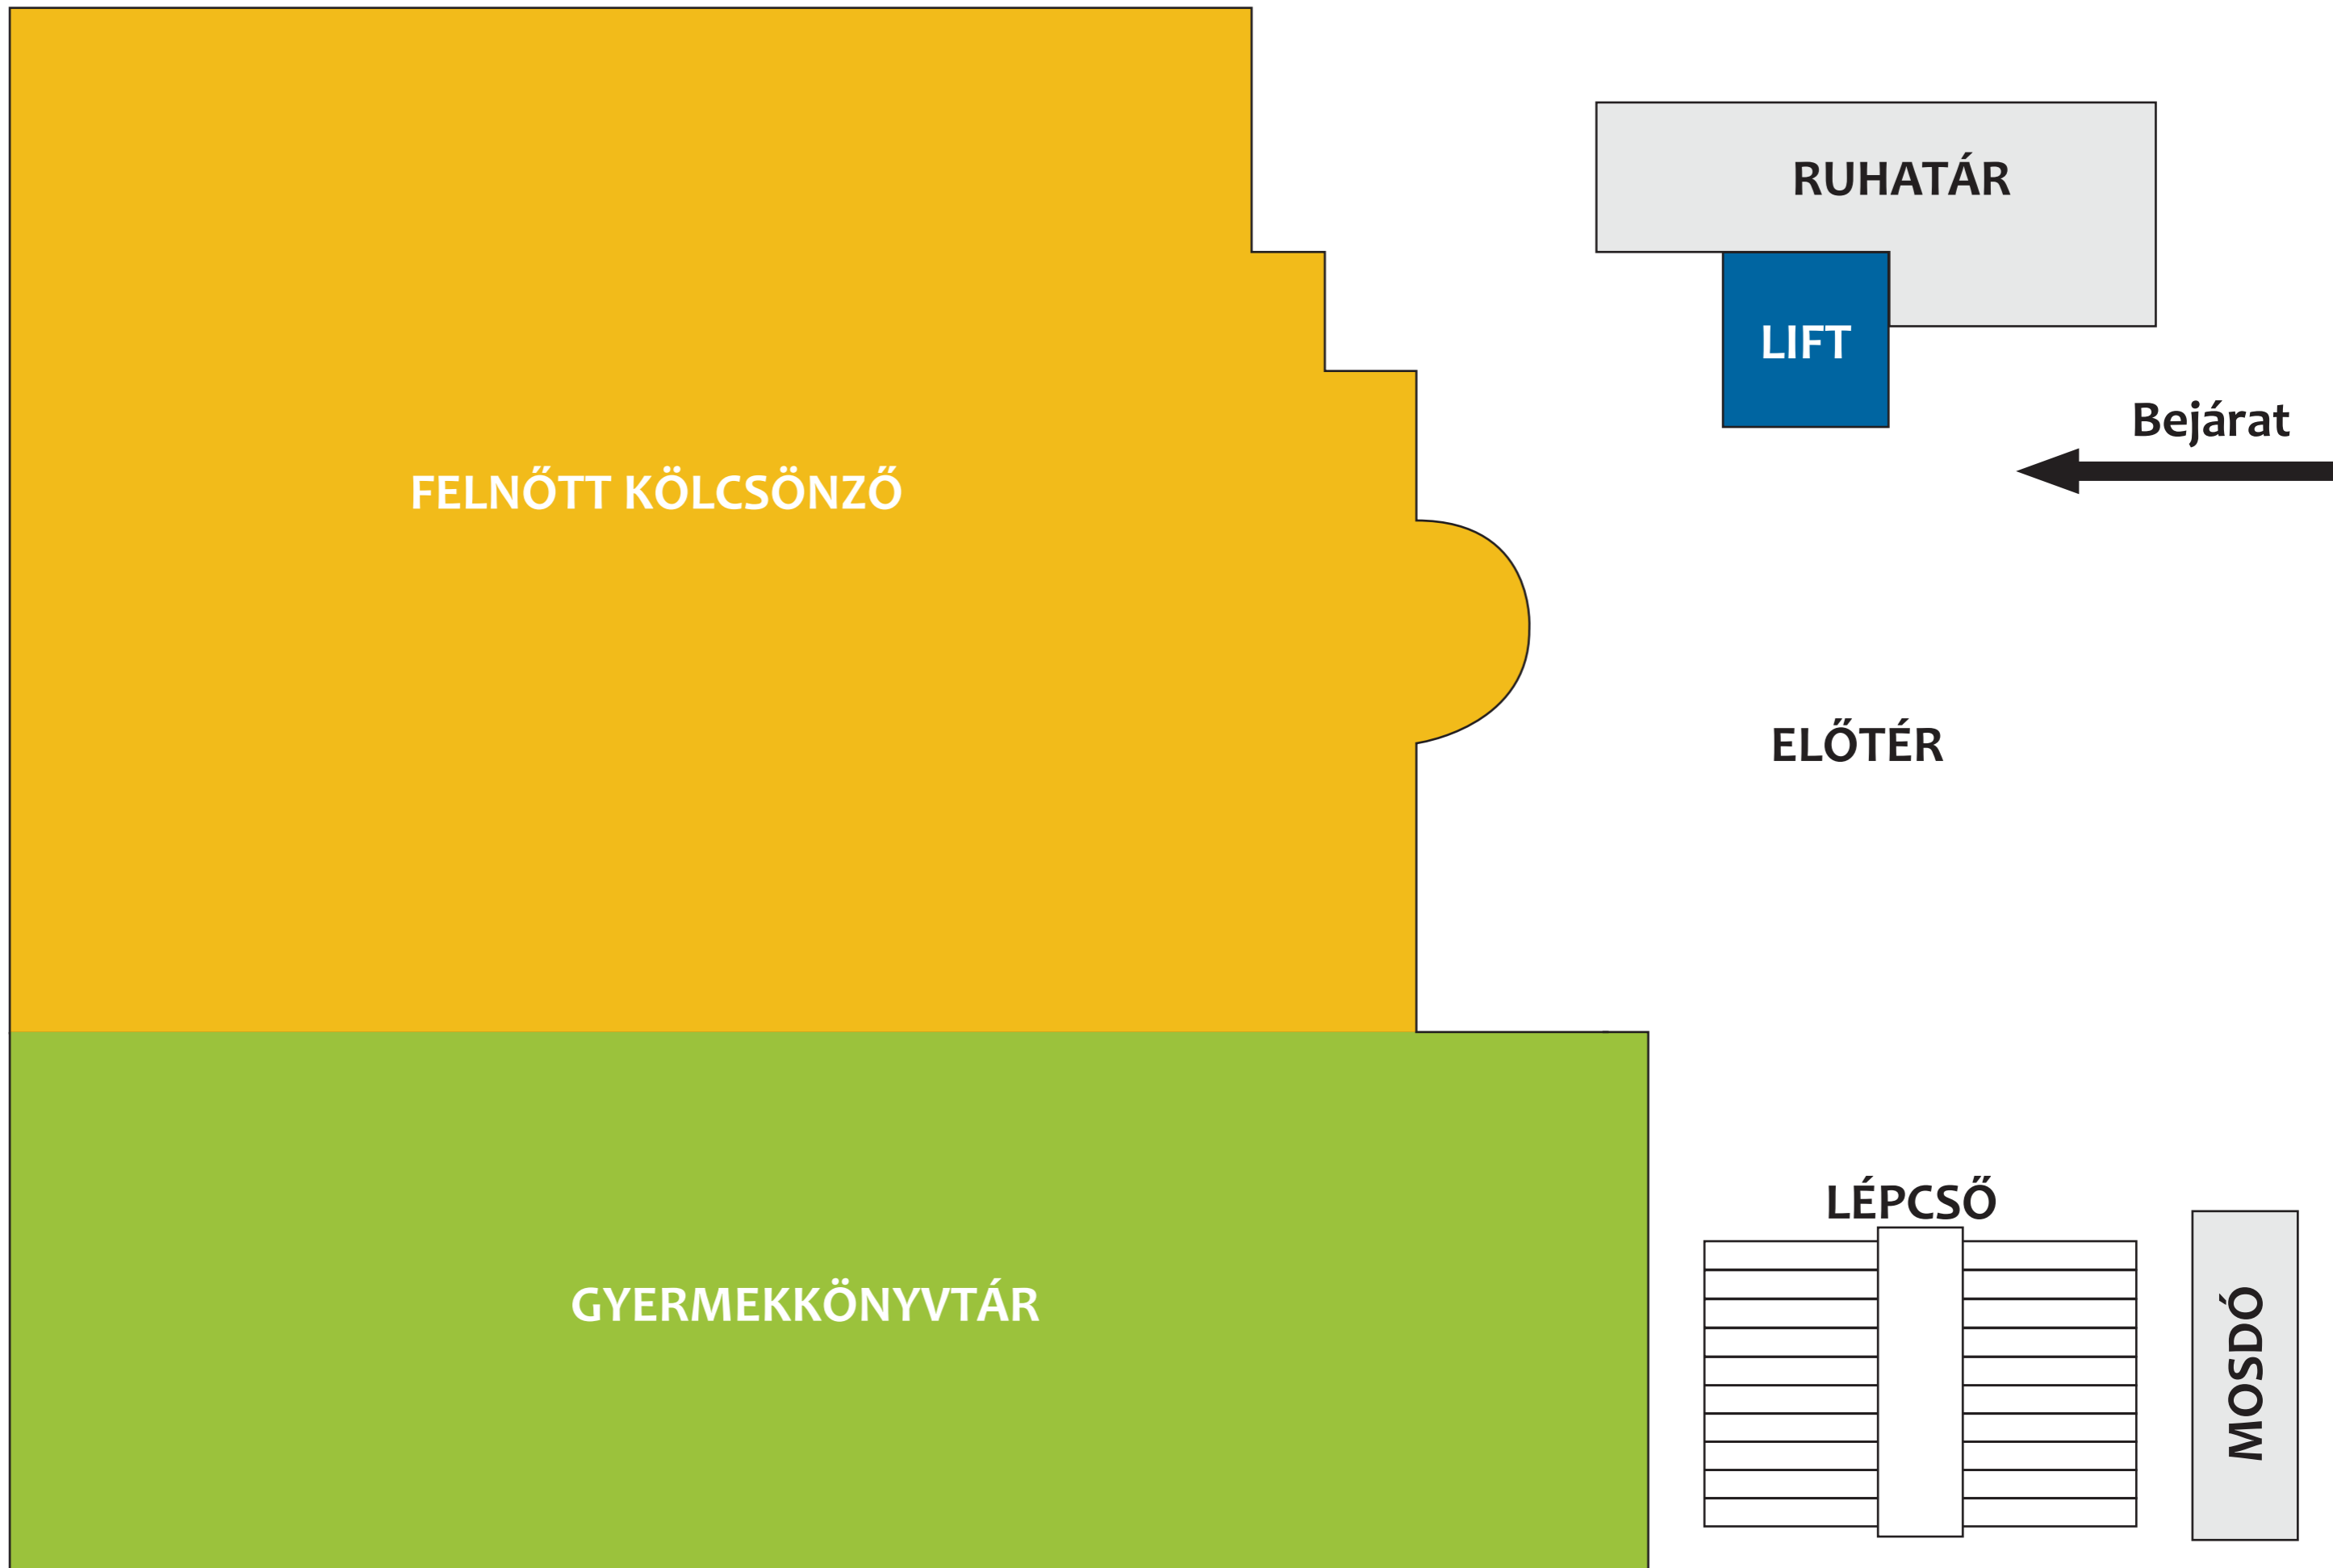 RUHATÁR
LIFT
Bejárat
FELNŐTT KÖLCSÖNZŐ
ELŐTÉR
LÉPCSŐ
GYERMEKKÖNYVTÁR
MOSDÓ